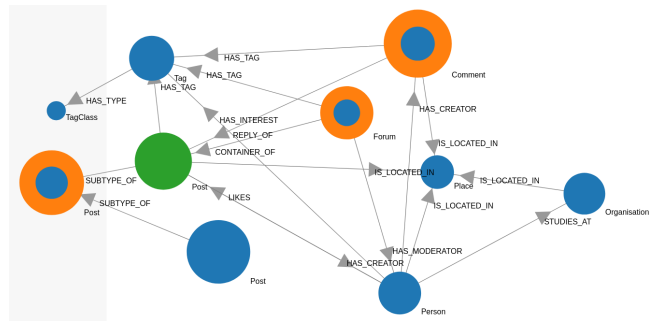 HAS_TAG
Tag
HAS_TAG
Comment
HAS_TYPE
HAS_TAG
HAS_CREATOR
TagClass
HAS_INTEREST
REPLY_OF
Forum
IS_LOCATED_IN
CONTAINER_OF
IS_LOCATED_IN
SUBTYPE_OF
Post
Place
IS_LOCATED_IN
LIKES
SUBTYPE_OF
IS_LOCATED_IN
Post
Organisation
STUDIES_AT
HAS_MODERATOR
HAS_CREATOR
Post
Person